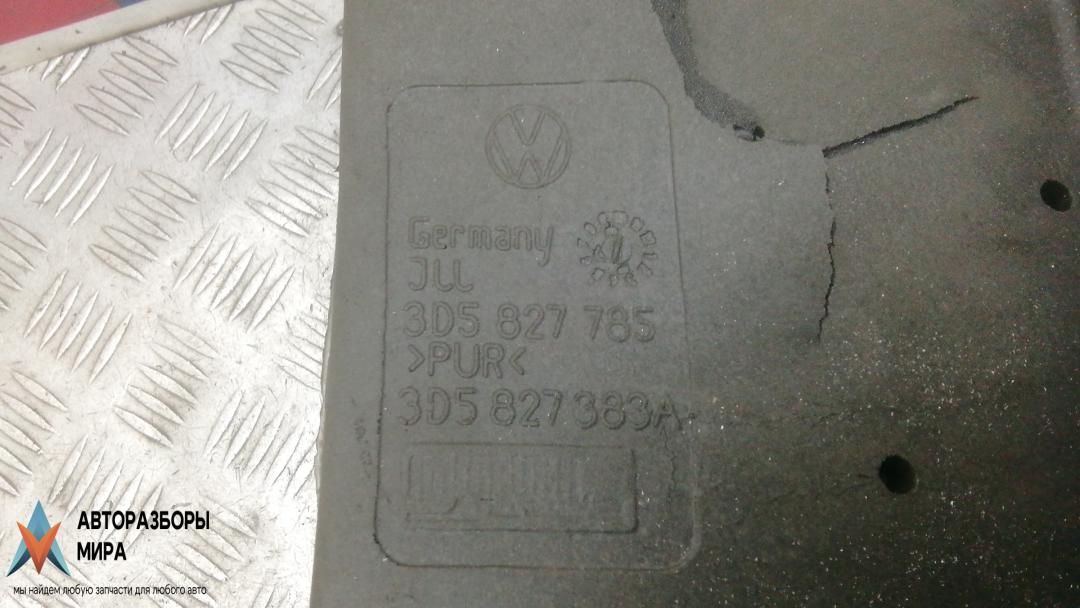 Germany
JLL
3D5 827 785
>PUR<
3D5 827 383A
АВТОРАЗБОРЫ
МИРА
мы найдем любую запчасти для любого авто